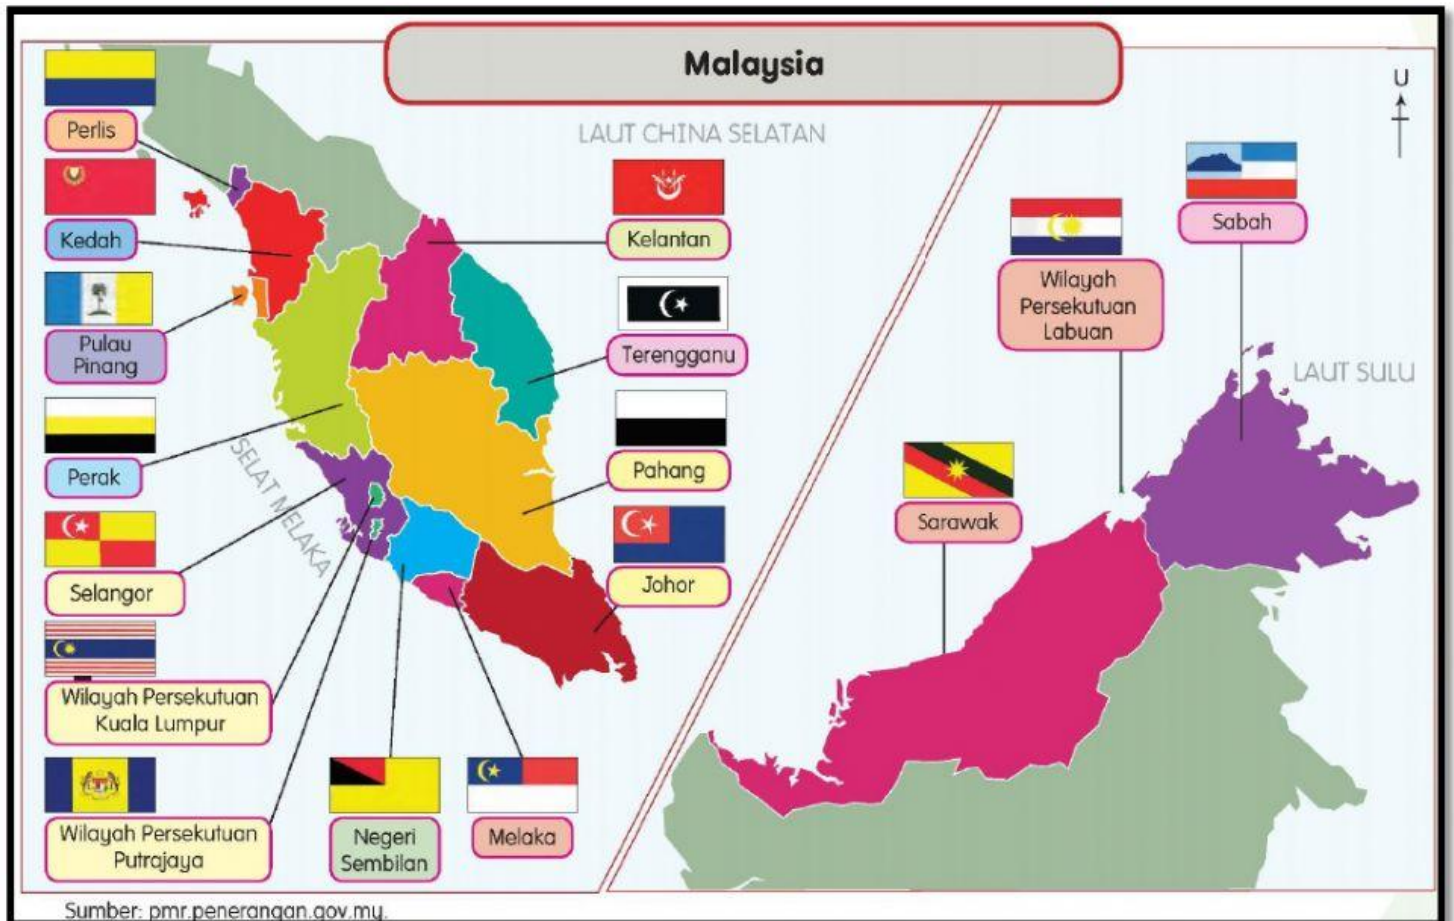 Malaysia
U
LAUT CHINA SELATAN
Perlis
Kedah
Pulau
Pinang
Perak
Selangor
Wilayah Persekutuan
Kuala Lumpur
Wilayah Persekutuan
Putrajaya
SELAT MELAKA
Negeri
Sembilan
Melaka
Kelantan
Terengganu
Pahang
Johor
Sabah
Wilayah
Persekutuan
Labuan
LAUT SULU
Sarawak
Sumber: pmr.penerangan.gov.my.